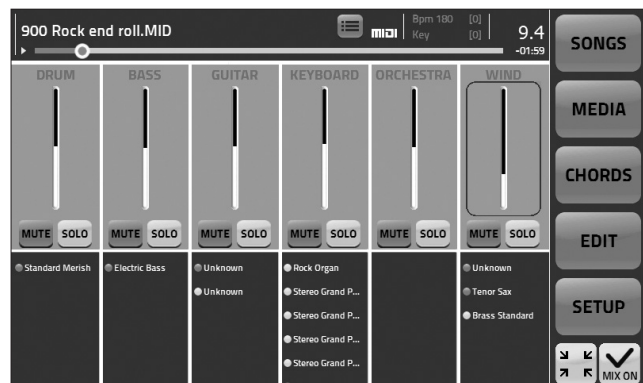 900 Rock end roll.MID
MIDI
Bpm 180 [0]
Key [0]
9.4
-01:59
DRUM
BASS
GUITAR
KEYBOARD
ORCHESTRA
WIND
MUTE SOLO
MUTE SOLO
MUTE SOLO
MUTE SOLO
MUTE SOLO
MUTE SOLO
Standard Merish
Electric Bass
Unknown
Unknown
Rock Organ
Stereo Grand P...
Stereo Grand P...
Stereo Grand P...
Stereo Grand P...
Unknown
Tenor Sax
Brass Standard
SONGS
MEDIA
CHORDS
EDIT
SETUP
MIX ON